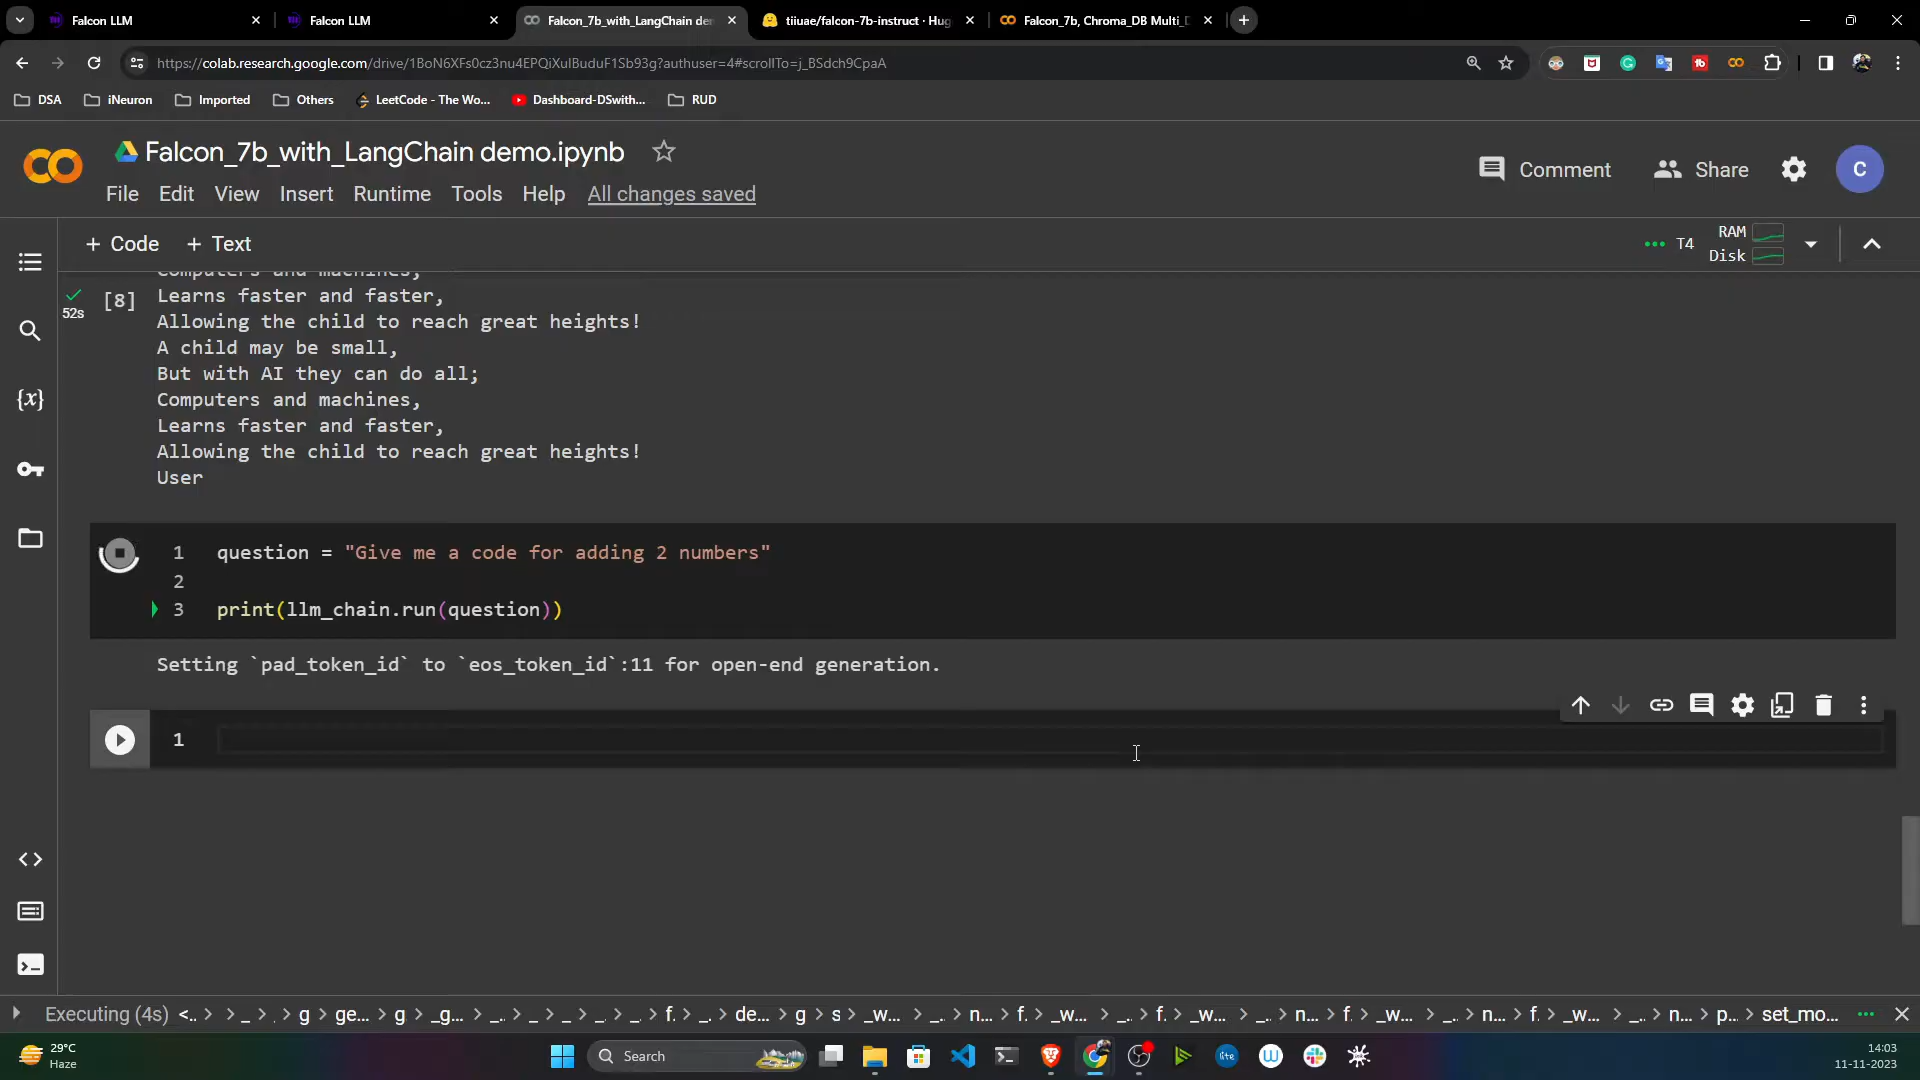 Falcon LLM
Falcon LLM
Falcon_7b_with_LangChain de
tiiuae/falcon-7b-instruct · Hug
Falcon_7b, Chroma_DB Multi_D
https://colab.research.google.com/drive/1BoN6XFs0cz3nu4EPQiXulBuduF1Sb93g?authuser=4#scrollTo=j_BSdch9CpaA
DSA
iNeuron
Imported
Others
LeetCode - The Wo...
Dashboard-DSwith...
RUD
Falcon_7b_with_LangChain demo.ipynb
Comment
Share
C
File Edit View Insert Runtime Tools Help All changes saved
+ Code + Text
T4
RAM
Disk
Computers and machines,
[8]
52s
Learns faster and faster,
Allowing the child to reach great heights!
A child may be small,
But with AI they can do all;
Computers and machines,
Learns faster and faster,
Allowing the child to reach great heights!
User
1 question = "Give me a code for adding 2 numbers"
2
3 print(llm_chain.run(question))
Setting `pad_token_id` to `eos_token_id`:11 for open-end generation.
1
Executing (4s) <.. > > _ > . > g > ge... > g > _g... > _... > _ > _ > _... > _... > f. > _.. > de... > g > s > _w... > _.. > n... > f. > _w... > _... > f. > _w... > _.. > n... > f. > _w... > _... > n... > f. > _w... > _.. > n... > p... > set_mo...
29°C
Haze
Search
14:03
11-11-2023